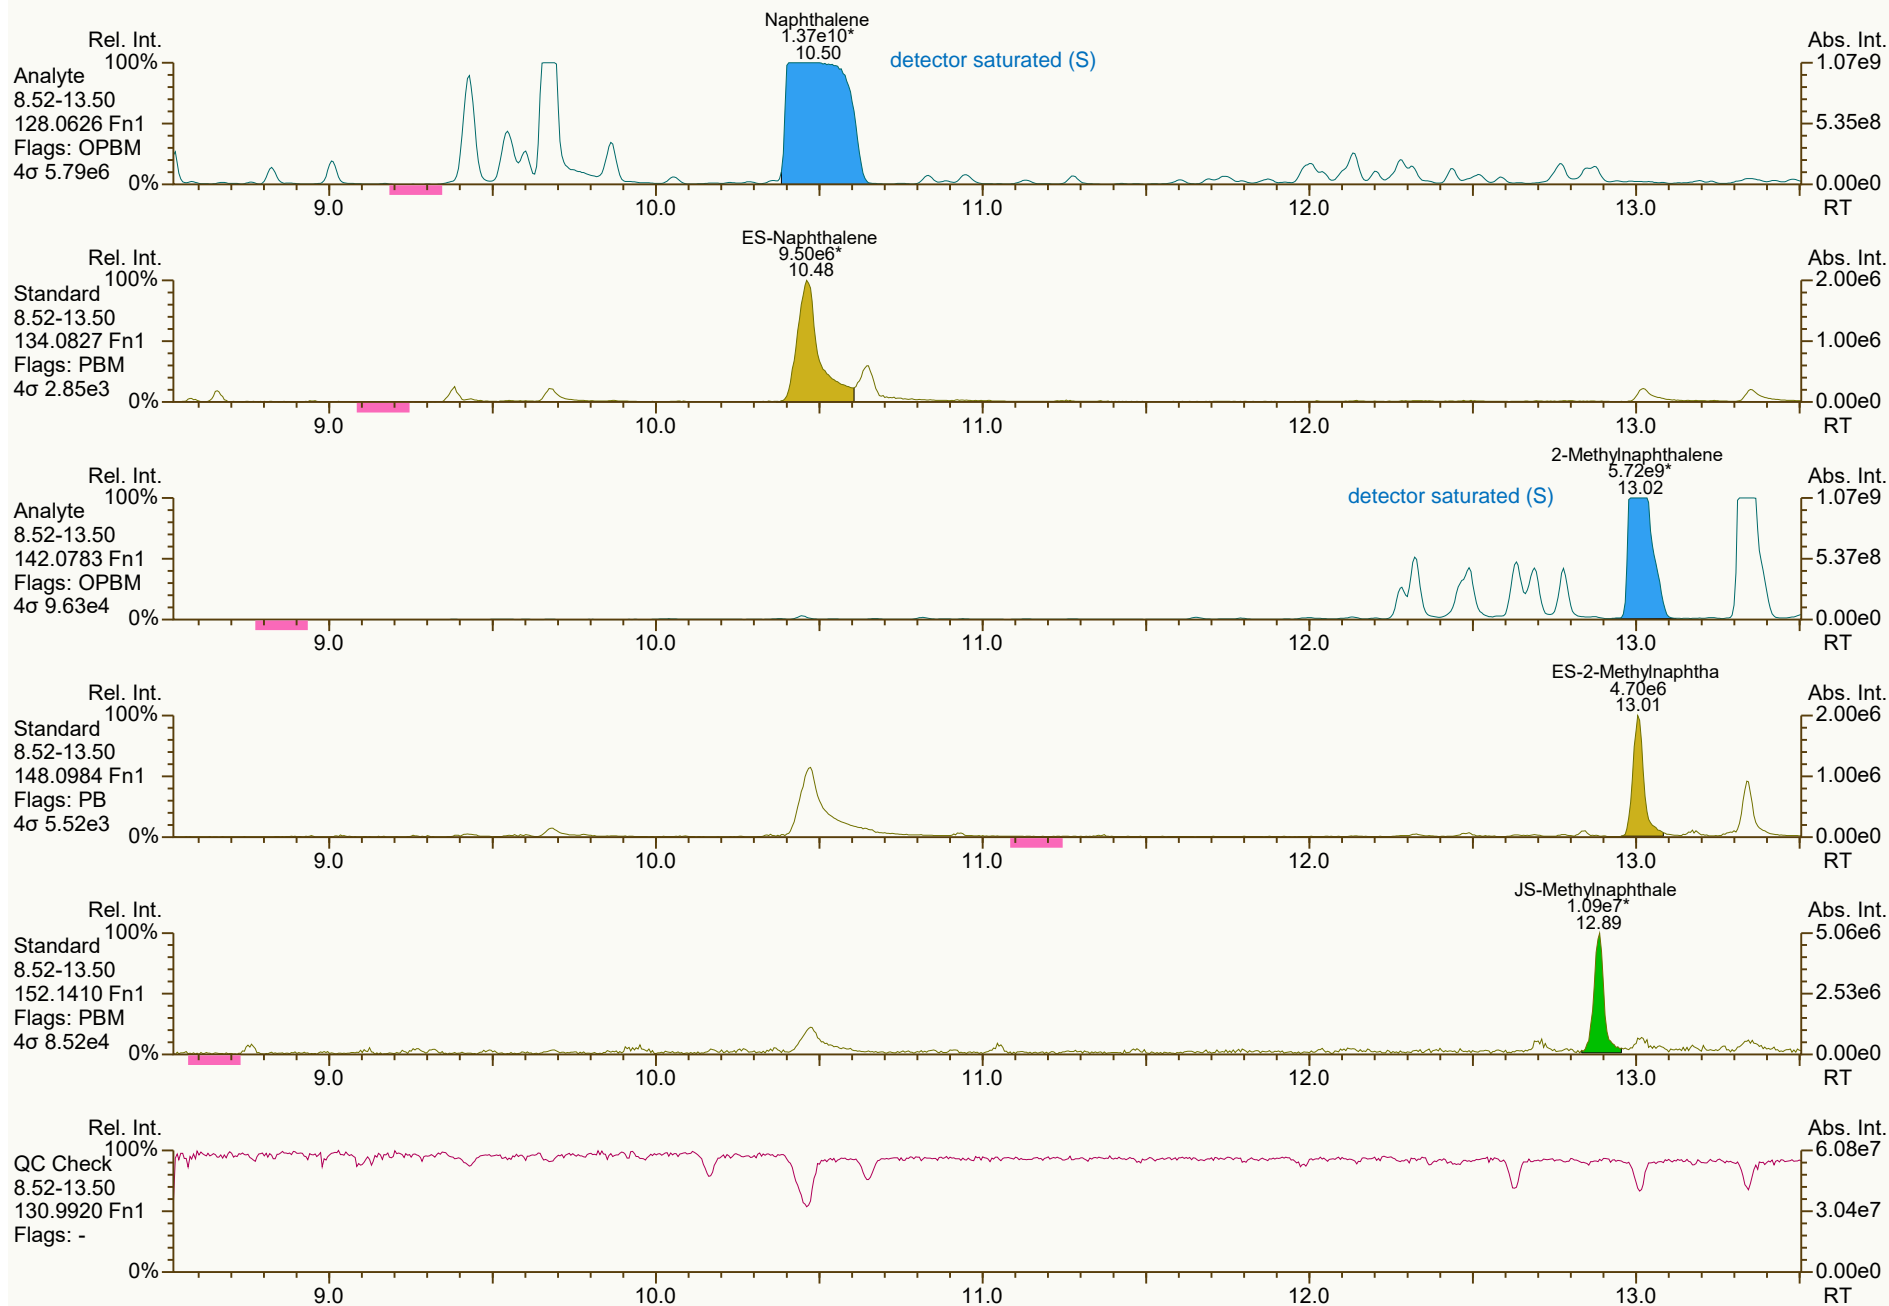 Naphthalene
1.37e10*
10.50
detector saturated (S)
Rel. Int.
Abs. Int.
100%
1.07e9
Analyte
8.52-13.50
128.0626 Fn1
5.35e8
Flags: OPBM
4σ 5.79e6
0%
0.00e0
9.0 10.0 11.0 12.0 13.0 RT
ES-Naphthalene
9.50e6*
10.48
Rel. Int.
Abs. Int.
100%
2.00e6
Standard
8.52-13.50
134.0827 Fn1
1.00e6
Flags: PBM
4σ 2.85e3
0%
0.00e0
9.0 10.0 11.0 12.0 13.0 RT
2-Methylnaphthalene
5.72e9*
13.02
detector saturated (S)
Rel. Int.
Abs. Int.
100%
1.07e9
Analyte
8.52-13.50
142.0783 Fn1
5.37e8
Flags: OPBM
4σ 9.63e4
0%
0.00e0
9.0 10.0 11.0 12.0 13.0 RT
ES-2-Methylnaphtha
4.70e6
13.01
Rel. Int.
Abs. Int.
100%
2.00e6
Standard
8.52-13.50
148.0984 Fn1
1.00e6
Flags: PB
4σ 5.52e3
0%
0.00e0
9.0 10.0 11.0 12.0 13.0 RT
JS-Methylnaphthale
1.09e7*
12.89
Rel. Int.
Abs. Int.
100%
5.06e6
Standard
8.52-13.50
152.1410 Fn1
2.53e6
Flags: PBM
4σ 8.52e4
0%
0.00e0
9.0 10.0 11.0 12.0 13.0 RT
Rel. Int.
Abs. Int.
100%
6.08e7
QC Check
8.52-13.50
130.9920 Fn1
3.04e7
Flags: -
0%
0.00e0
9.0 10.0 11.0 12.0 13.0 RT